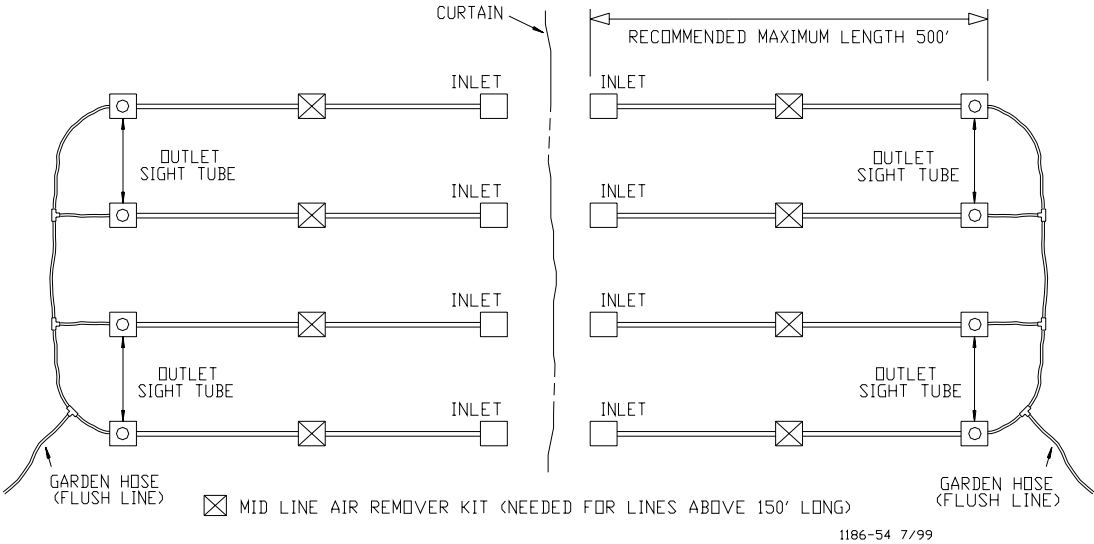 CURTAIN
RECOMMENDED MAXIMUM LENGTH 500'
INLET
INLET
OUTLET
SIGHT TUBE
OUTLET
SIGHT TUBE
INLET
INLET
INLET
INLET
OUTLET
SIGHT TUBE
OUTLET
SIGHT TUBE
INLET
INLET
GARDEN HOSE
(FLUSH LINE)
GARDEN HOSE
(FLUSH LINE)
MID LINE AIR REMOVER KIT (NEEDED FOR LINES ABOVE 150' LONG)
1186-54 7/99